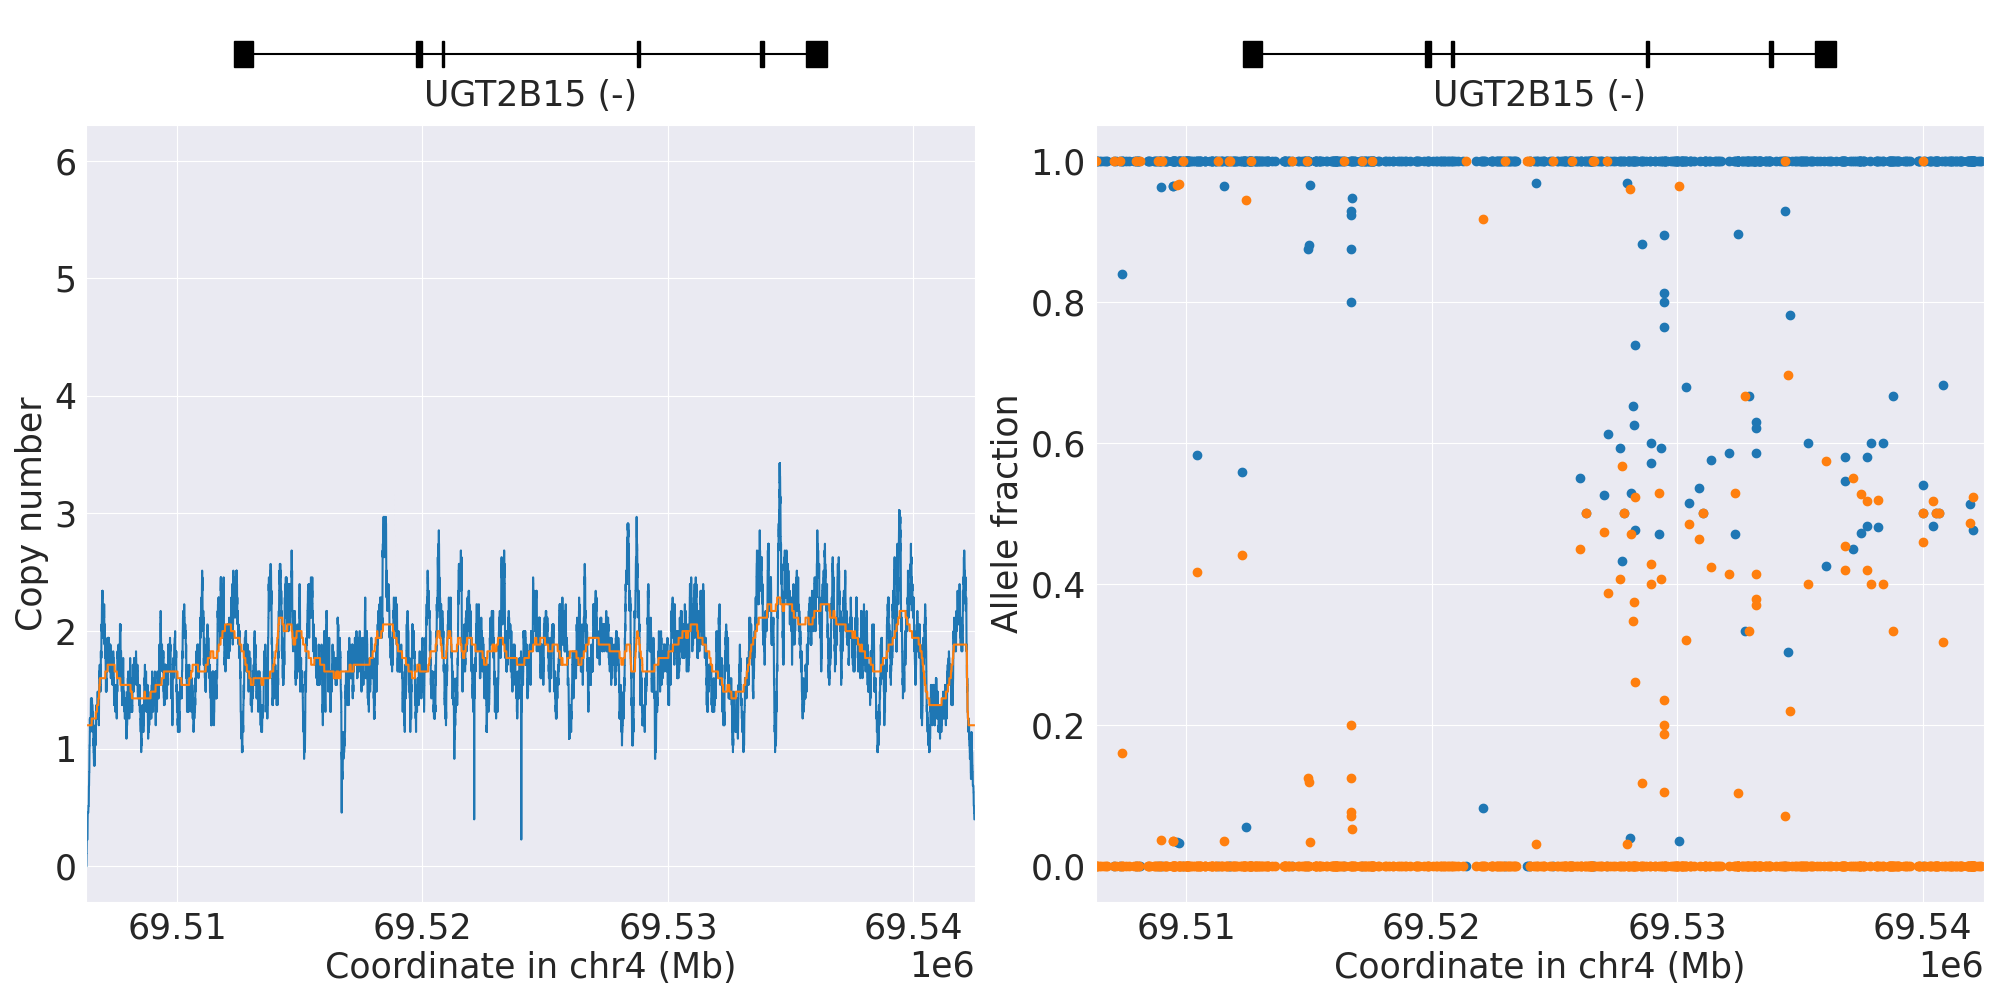 UGT2B15 (-)
6
5
4
3
2
1
0
Copy number
69.51
69.52
69.53
69.54
Coordinate in chr4 (Mb)
1e6
UGT2B15 (-)
1.0
0.8
0.6
0.4
0.2
0.0
Allele fraction
69.51
69.52
69.53
69.54
Coordinate in chr4 (Mb)
1e6